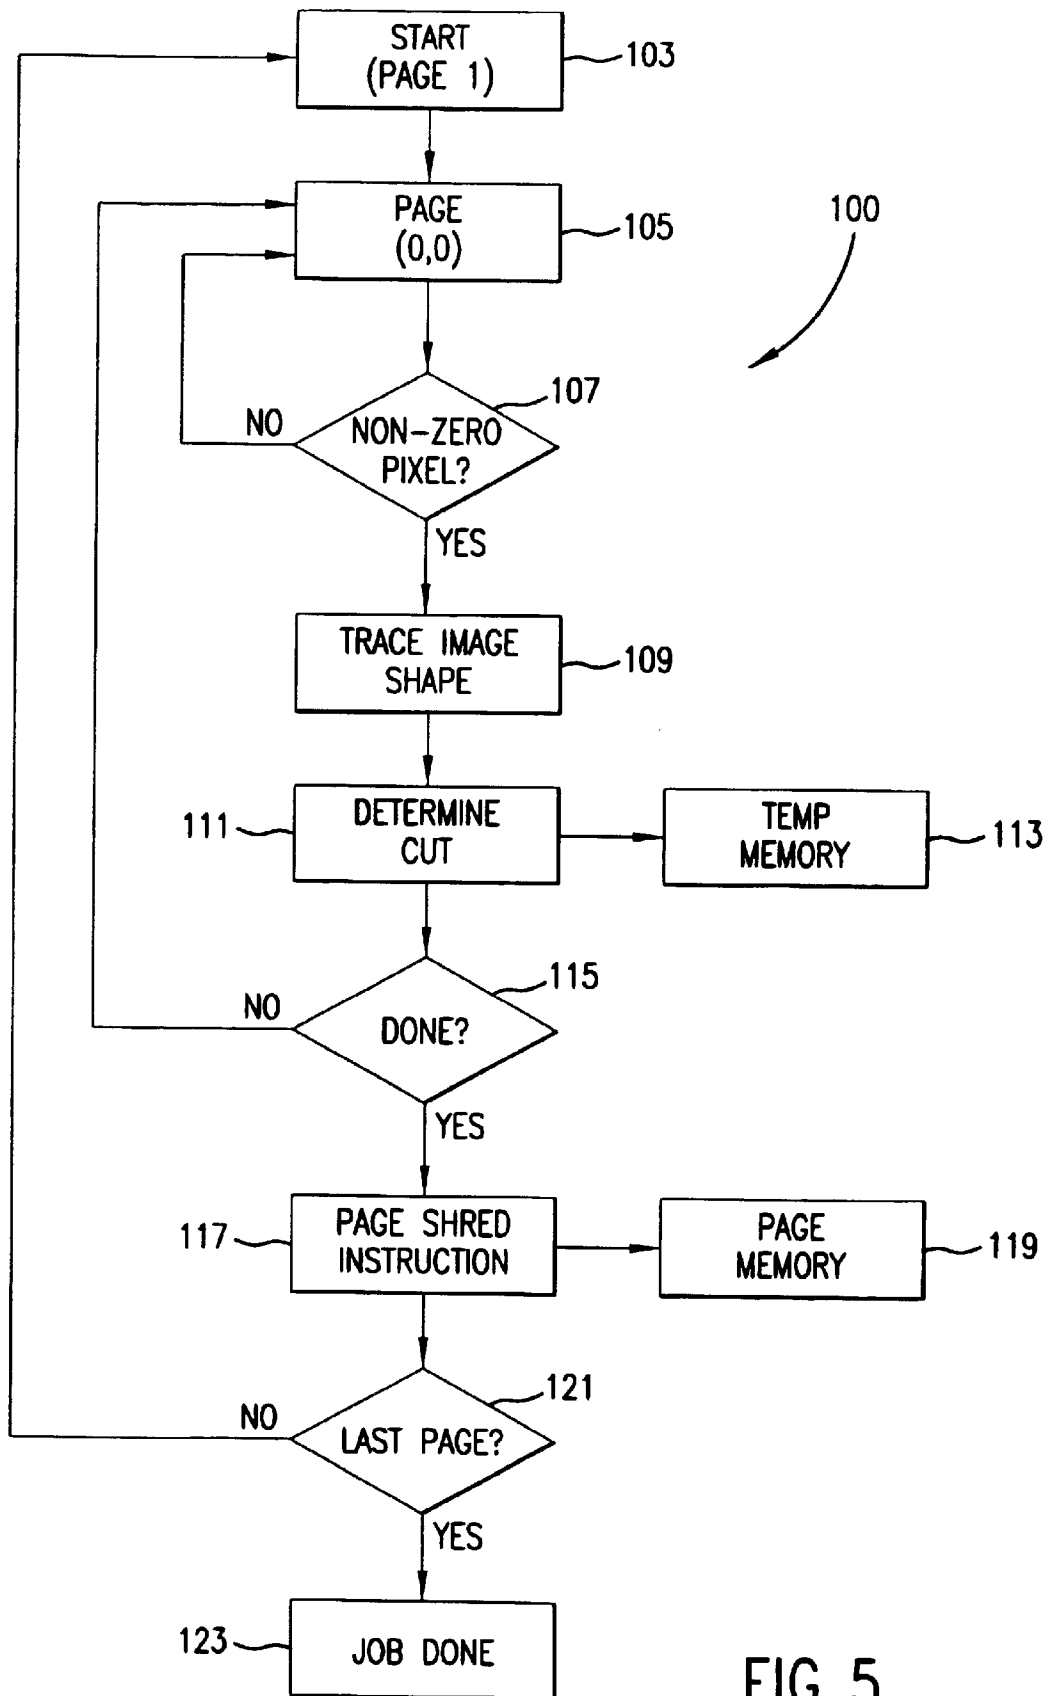 START
(PAGE 1)
103
PAGE
(0,0)
105
100
107
NO
NON-ZERO
PIXEL?
YES
TRACE IMAGE
SHAPE
109
111
DETERMINE
CUT
TEMP
MEMORY
113
115
NO
DONE?
YES
117
PAGE SHRED
INSTRUCTION
PAGE
MEMORY
119
121
NO
LAST PAGE?
YES
123
JOB DONE
FIG. 5